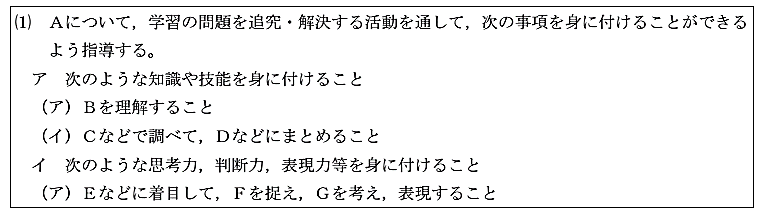 ⑴　Ａについて，学習の問題を追究・解決する活動を通して，次の事項を身に付けることができる
よう指導する。
ア　次のような知識や技能を身に付けること
（ア）Ｂを理解すること
（イ）Ｃなどで調べて，Ｄなどにまとめること
イ　次のような思考力，判断力，表現力等を身に付けること
（ア）Ｅなどに着目して，Ｆを捉え，Ｇを考え，表現すること